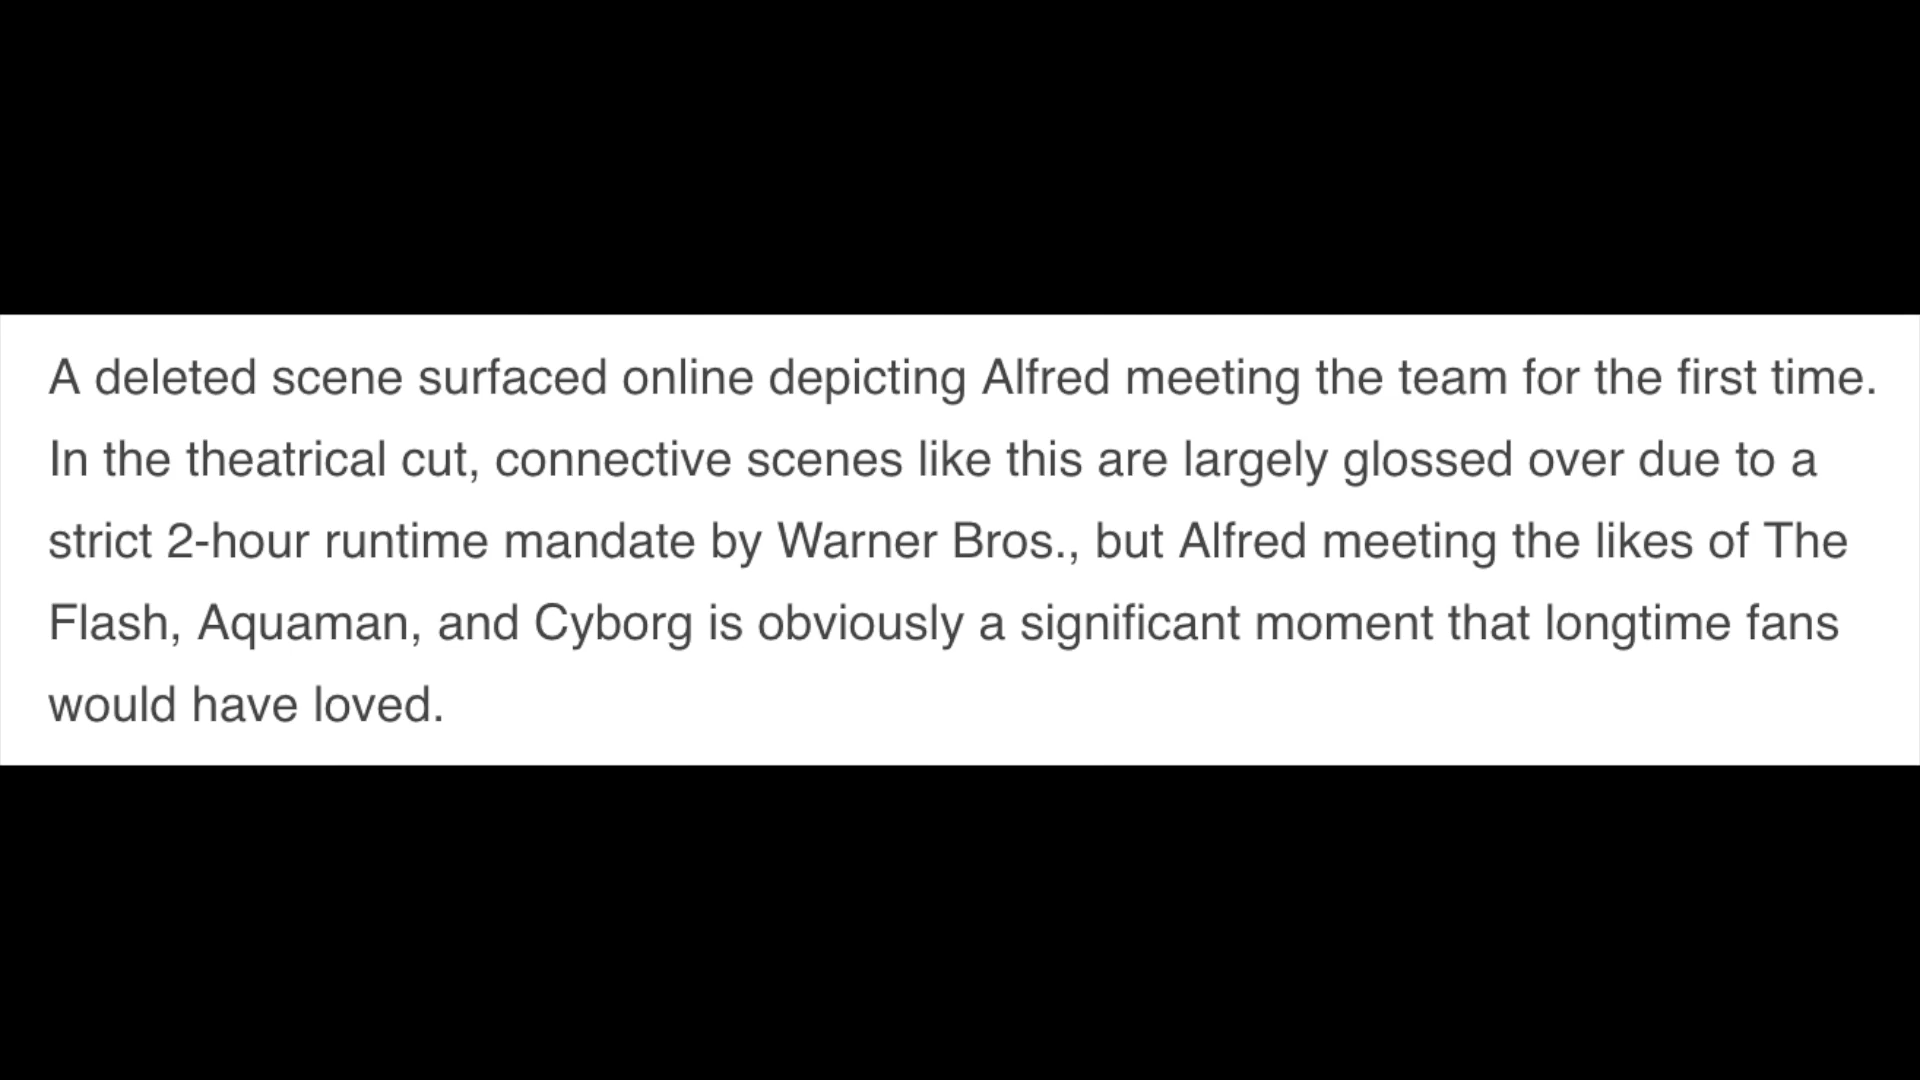 A deleted scene surfaced online depicting Alfred meeting the team for the first time.
In the theatrical cut, connective scenes like this are largely glossed over due to a
strict 2-hour runtime mandate by Warner Bros., but Alfred meeting the likes of The
Flash, Aquaman, and Cyborg is obviously a significant moment that longtime fans
would have loved.